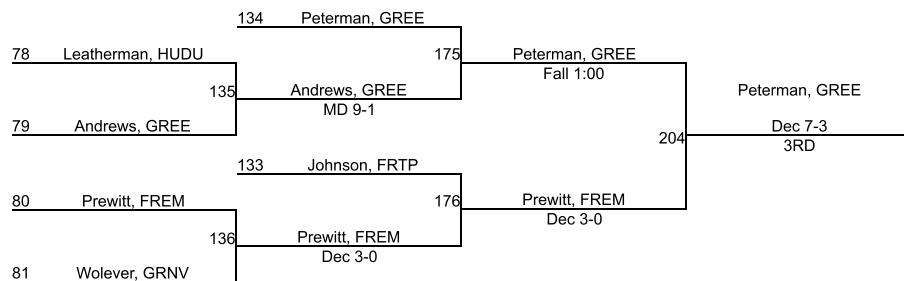 134 Peterman, GREE
78 Leatherman, HUDU
175 Peterman, GREE
Fall 1:00
135 Andrews, GREE
MD 9-1
Peterman, GREE
79 Andrews, GREE
Dec 7-3
204
3RD
133 Johnson, FRTP
80 Prewitt, FREM
176 Prewitt, FREM
Dec 3-0
136 Prewitt, FREM
Dec 3-0
81 Wolever, GRNV